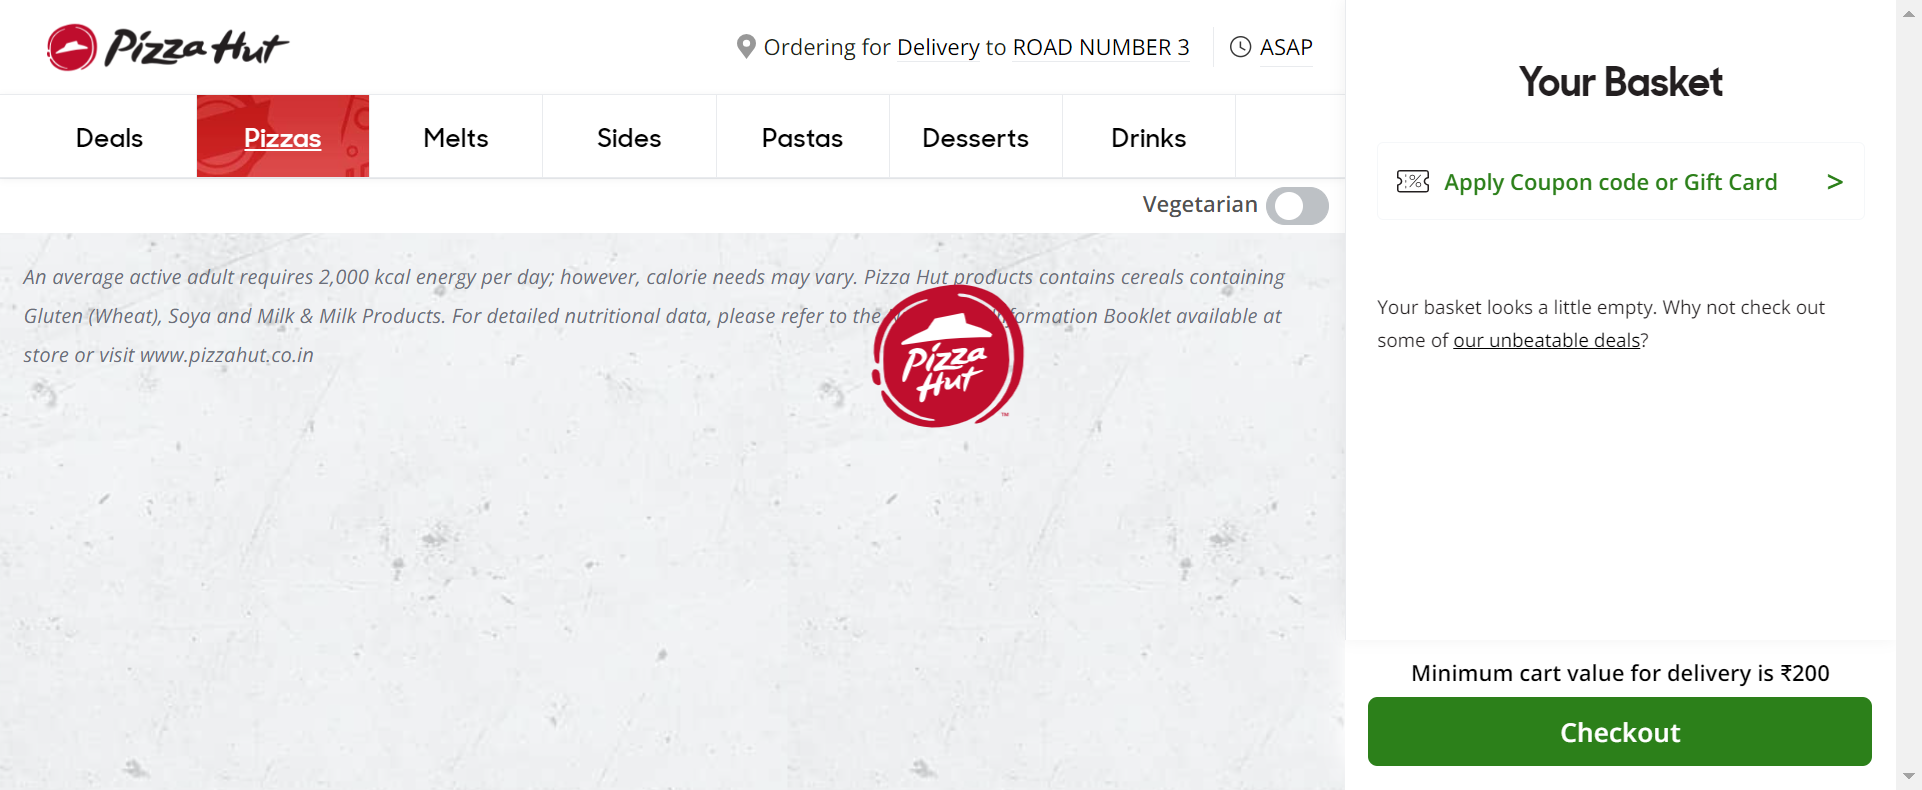 Pizza Hut
Ordering for Delivery to ROAD NUMBER 3
ASAP
Deals
Pizzas
Melts
Sides
Pastas
Desserts
Drinks
Vegetarian
An average active adult requires 2,000 kcal energy per day; however, calorie needs may vary. Pizza Hut products contains cereals containing
Gluten (Wheat), Soya and Milk & Milk Products. For detailed nutritional data, please refer to the formation Booklet available at
store or visit www.pizzahut.co.in
Pizza
Hut
™
Your Basket
Apply Coupon code or Gift Card >
Your basket looks a little empty. Why not check out
some of our unbeatable deals?
Minimum cart value for delivery is ₹200
Checkout